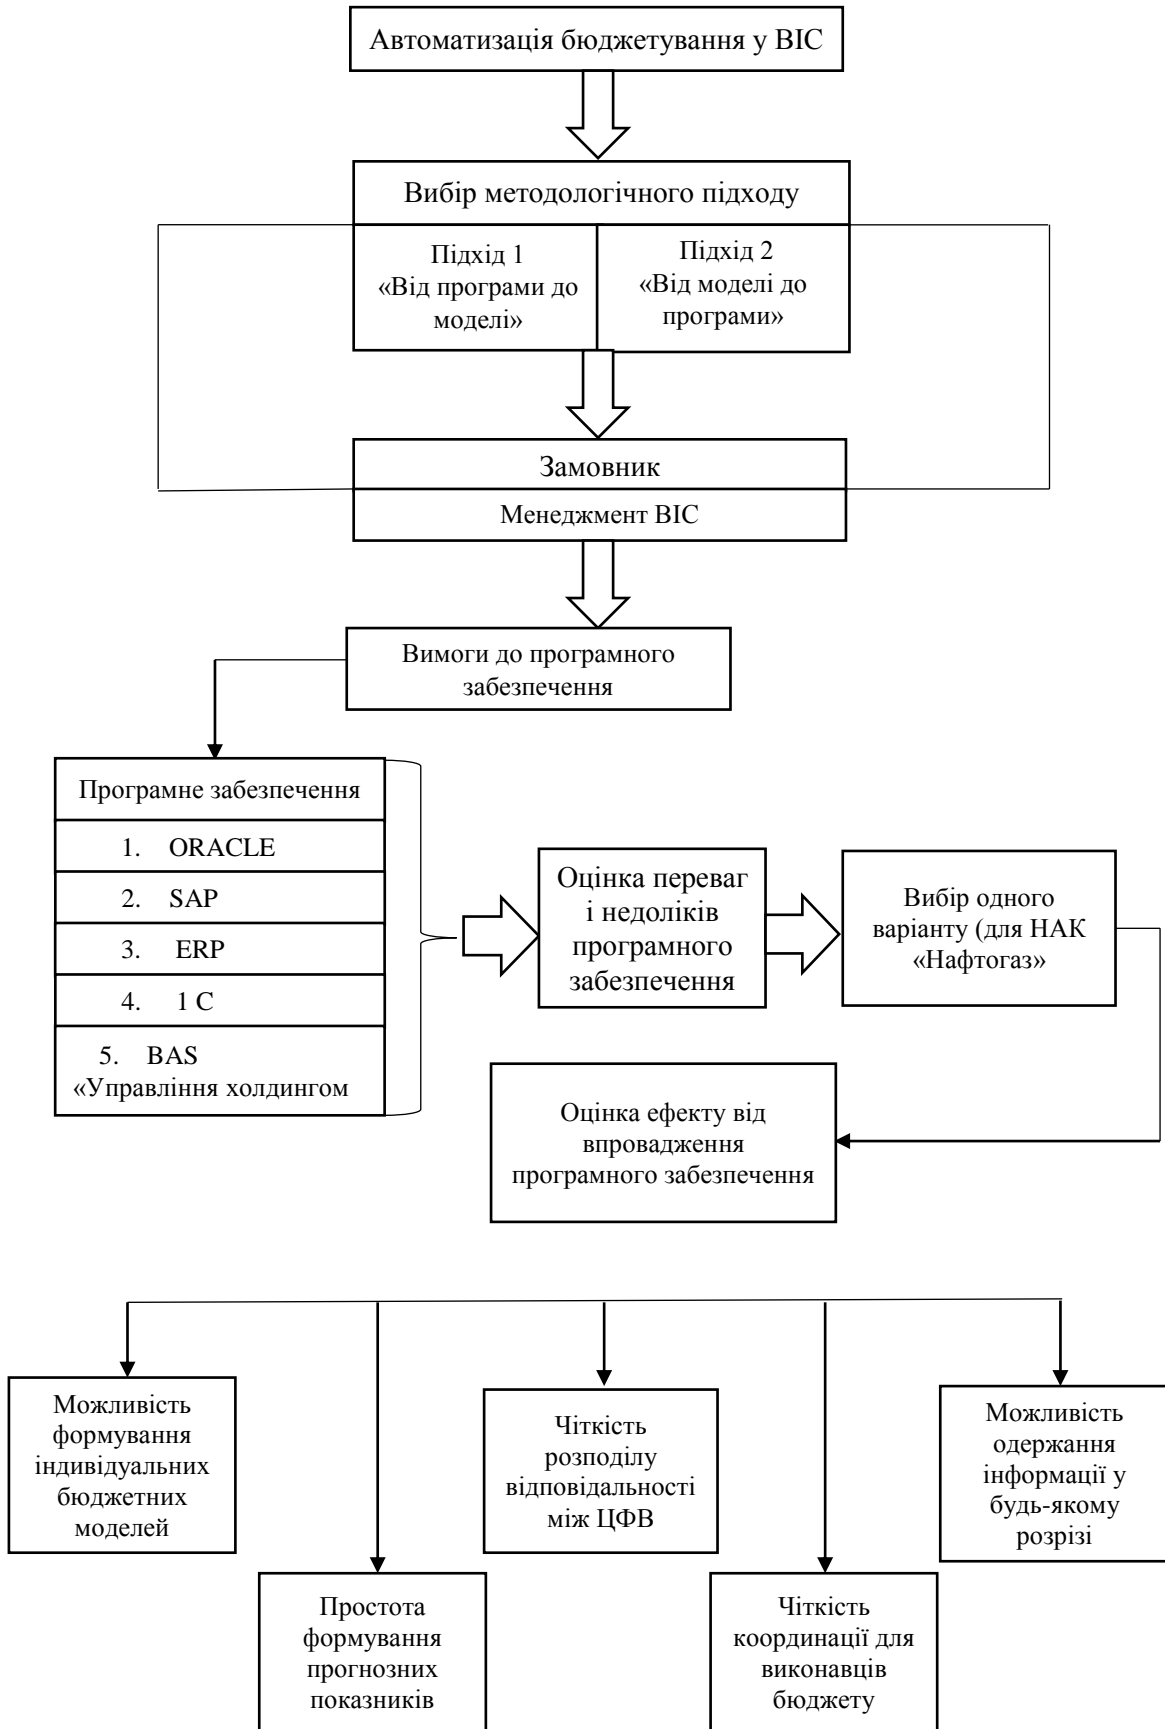 Автоматизація бюджетування у ВІС
Вибір методологічного підходу
Підхід 1
«Від програми до
моделі»
Підхід 2
«Від моделі до
програми»
Замовник
Менеджмент ВІС
Вимоги до програмного
забезпечення
Програмне забезпечення
1. ORACLE
2. SAP
3. ERP
4. 1 С
5. BAS
«Управління холдингом
Оцінка переваг
і недоліків
програмного
забезпечення
Вибір одного
варіанту (для НАК
«Нафтогаз»
Оцінка ефекту від
впровадження
програмного забезпечення
Можливість
формування
індивідуальних
бюджетних
моделей
Простота
формування
прогнозних
показників
Чіткість
розподілу
відповідальності
між ЦФВ
Чіткість
координації для
виконавців
бюджету
Можливість
одержання
інформації у
будь-якому
розрізі